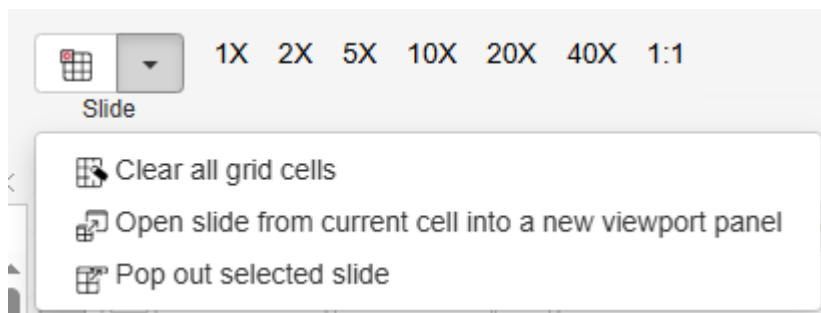 1X 2X 5X 10X 20X 40X 1:1
Slide
Clear all grid cells
Open slide from current cell into a new viewport panel
Pop out selected slide